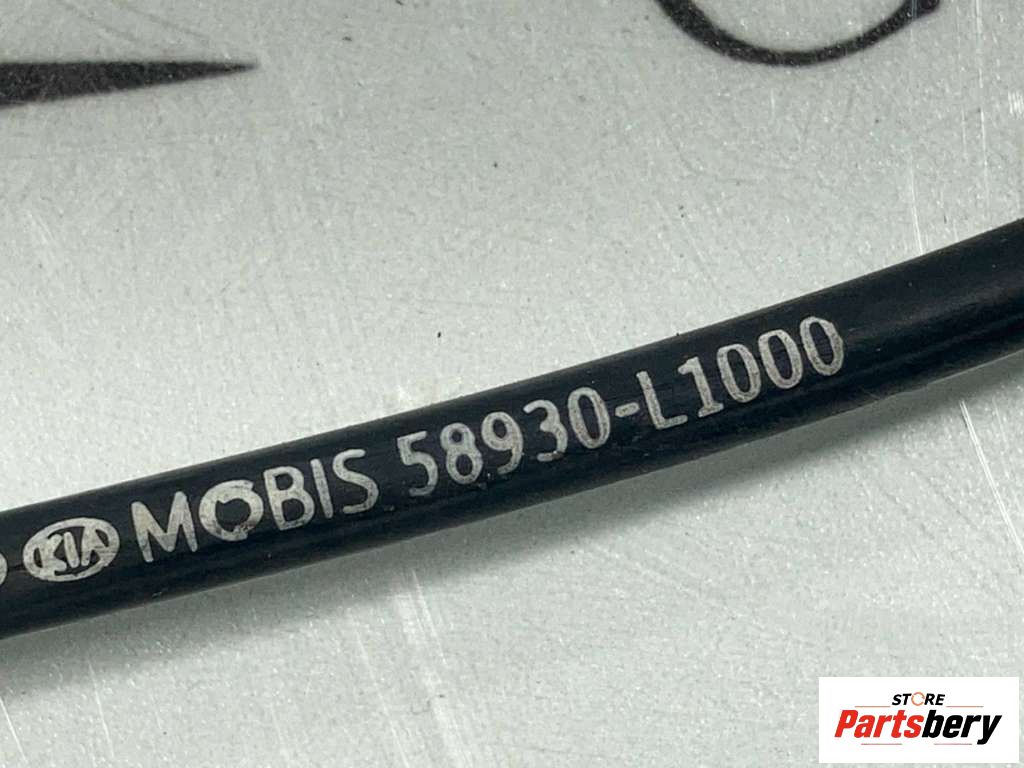 KIA MOBIS 58930-L1000
STORE
Partsbery